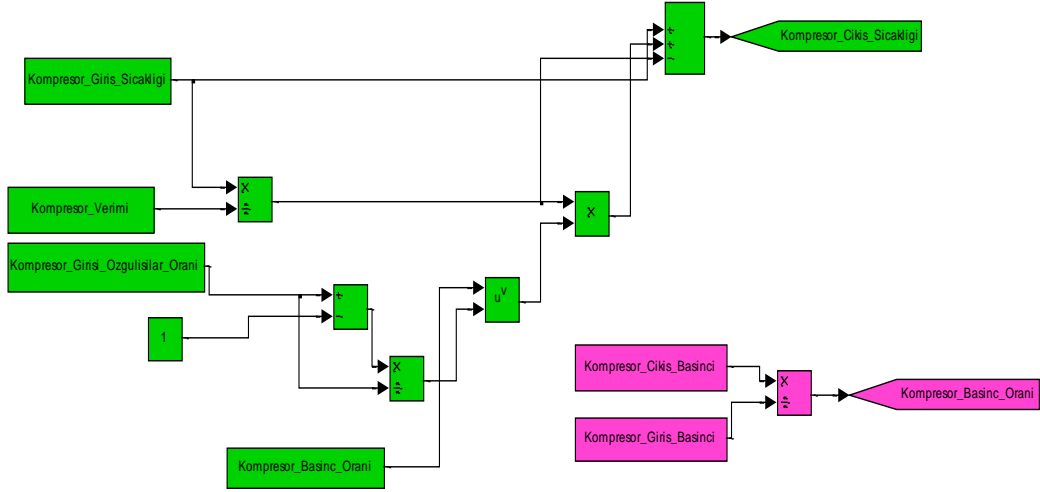 Kompresor_Cikis_Sicakligi
+
+
−
Kompresor_Giris_Sicakligi
X
÷
Kompresor_Verimi
X
Kompresor_Girisi_Ozgulisilar_Orani
u^v
+
−
1
X
÷
Kompresor_Cikis_Basinci
X
÷
Kompresor_Basinc_Orani
Kompresor_Giris_Basinci
Kompresor_Basinc_Orani